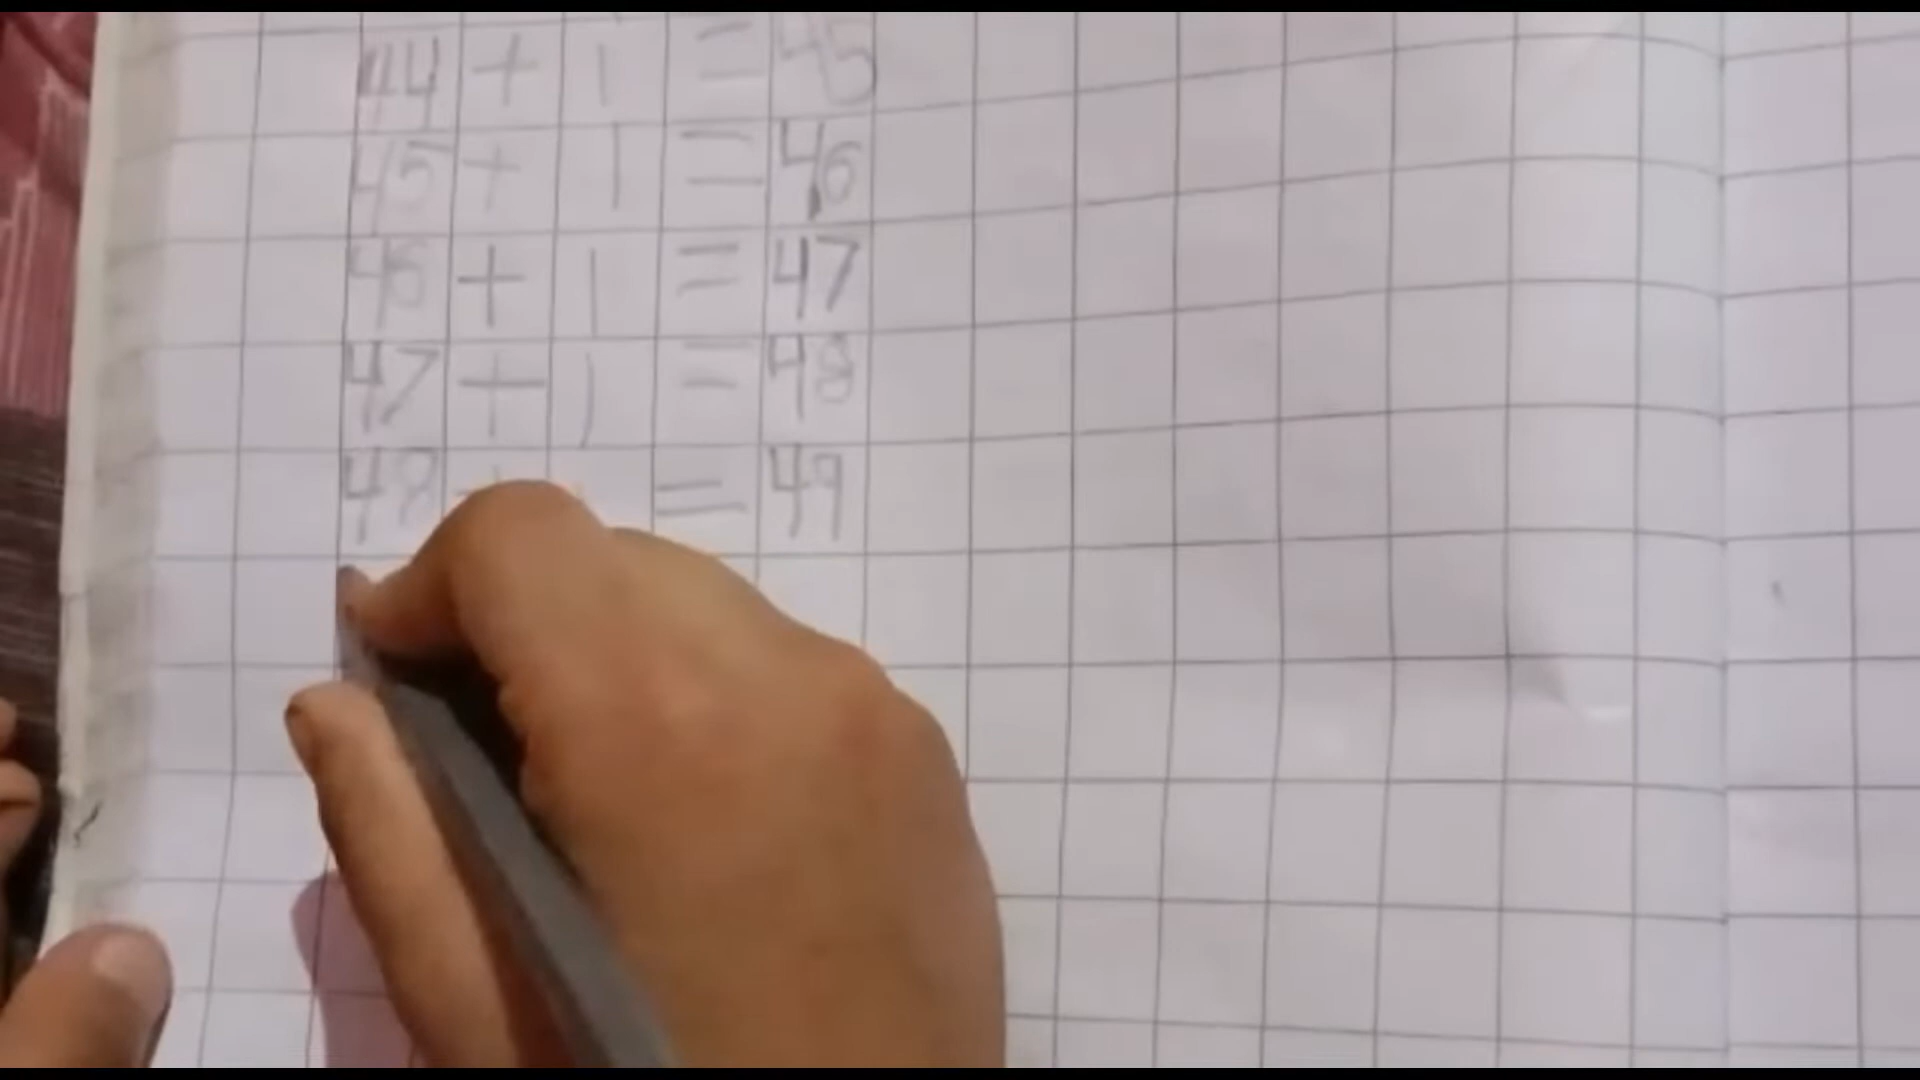 44 + 1 = 45
45 + 1 = 46
46 + 1 = 47
47 + 1 = 48
48 + = 49